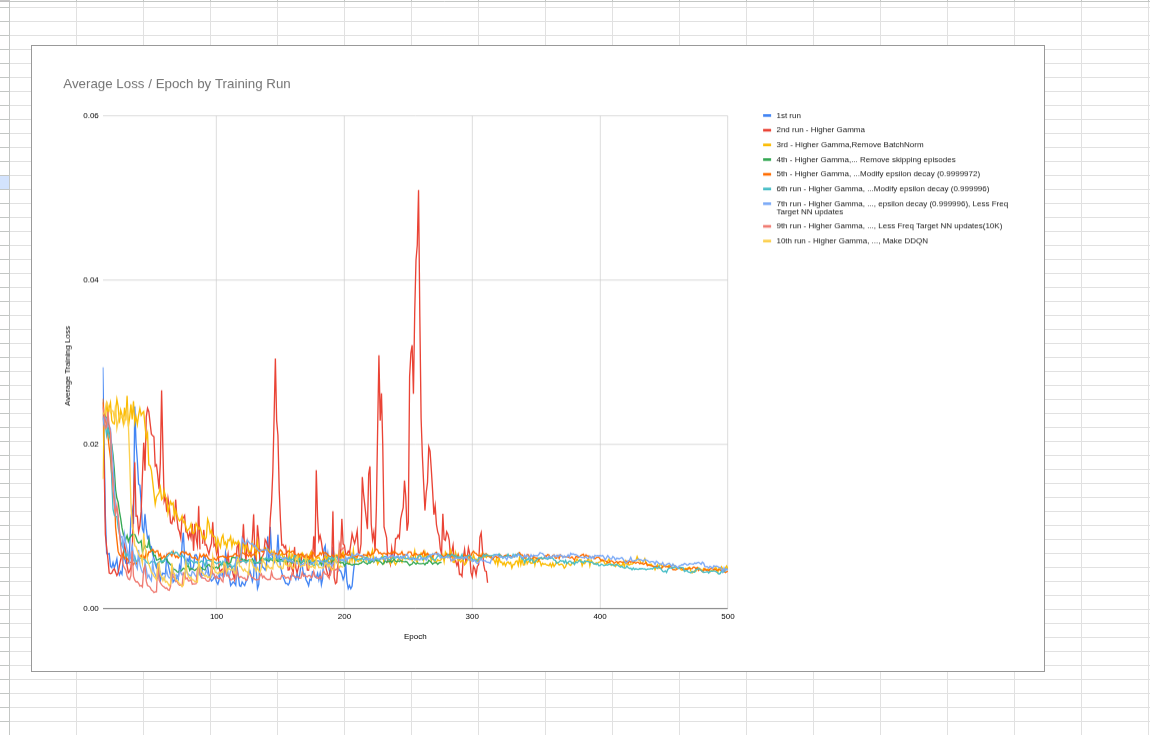 Average Loss / Epoch by Training Run
0.06
0.04
0.02
0.00
Average Training Loss
100
200
300
400
500
Epoch
1st run
2nd run - Higher Gamma
3rd - Higher Gamma,Remove BatchNorm
4th - Higher Gamma,... Remove skipping episodes
5th - Higher Gamma, ...Modify epsilon decay (0.9999972)
6th run - Higher Gamma, ...Modify epsilon decay (0.999996)
7th run - Higher Gamma, ..., epsilon decay (0.999996), Less Freq
Target NN updates
9th run - Higher Gamma, ..., Less Freq Target NN updates(10K)
10th run - Higher Gamma, ..., Make DDQN